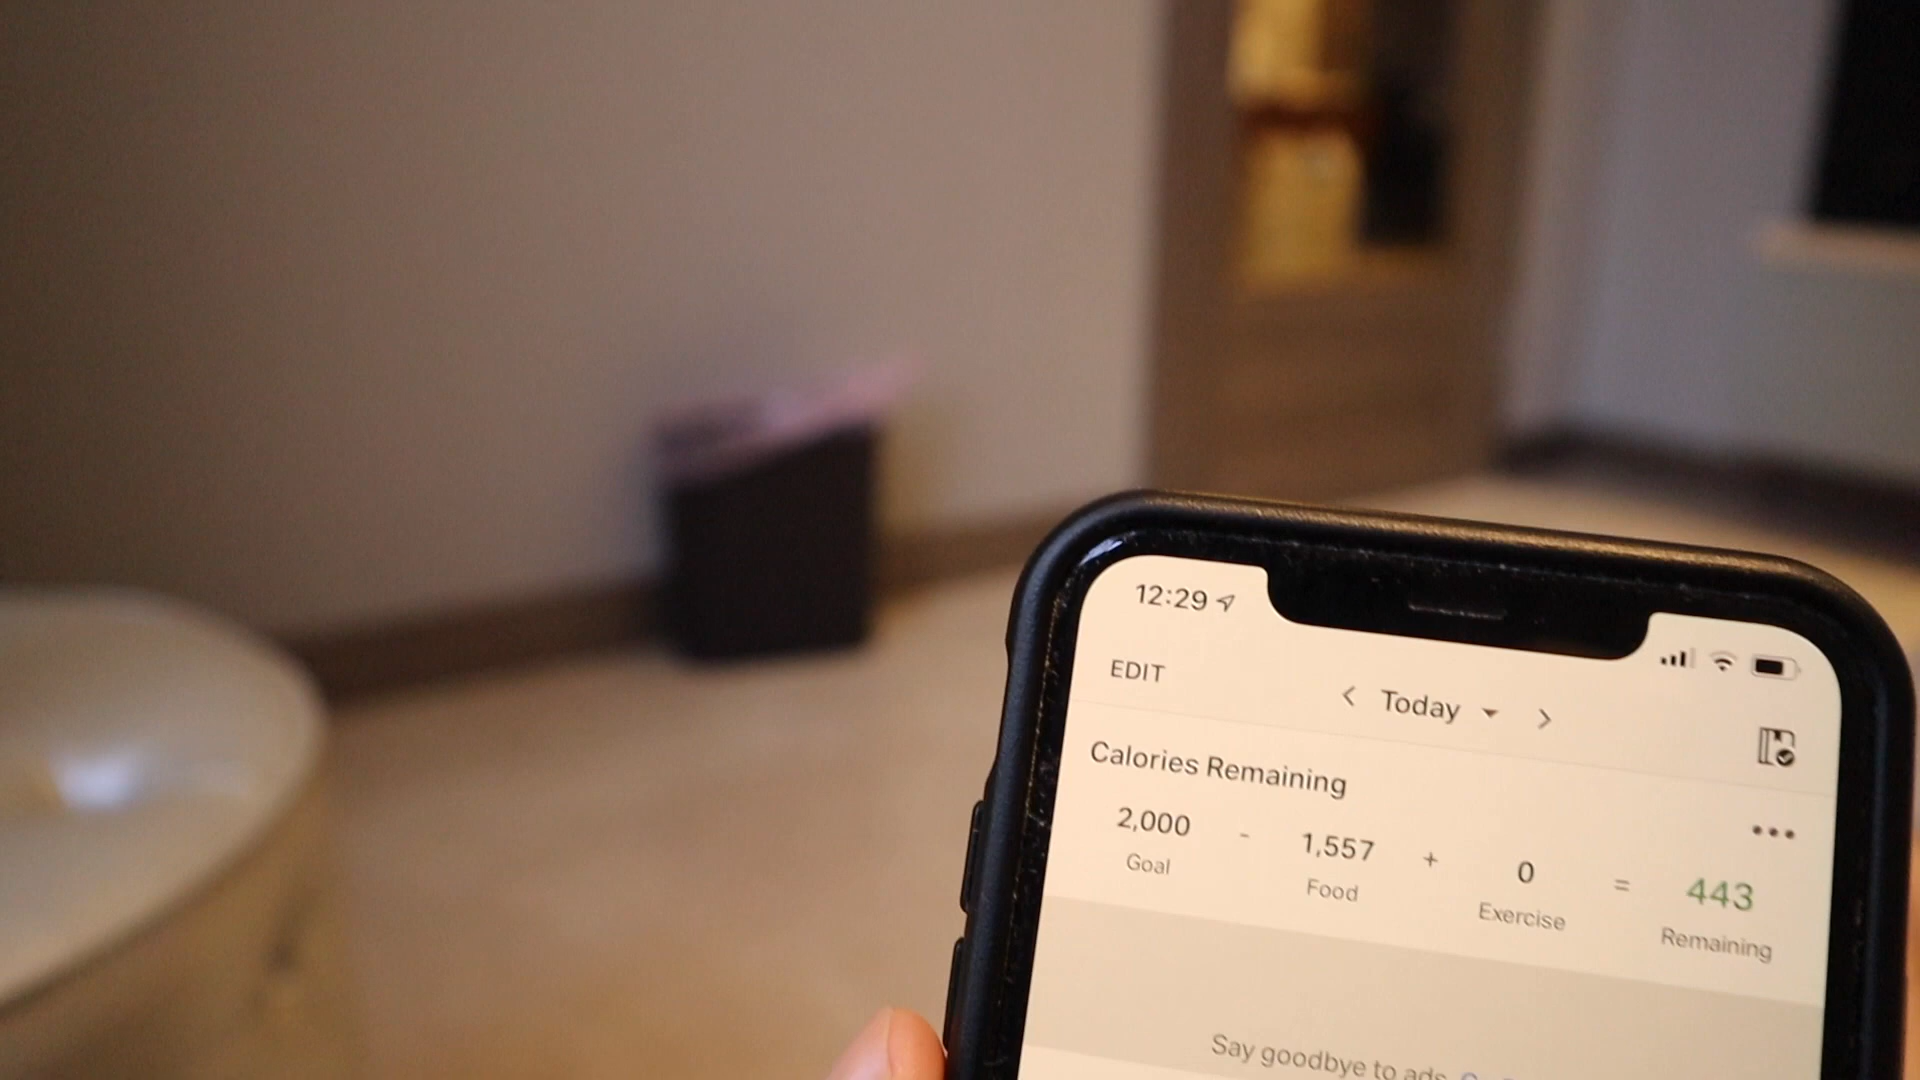 12:29
EDIT
Today
Calories Remaining
2,000 - 1,557 + 0 = 443
Goal Food Exercise Remaining
Say goodbye to ads.